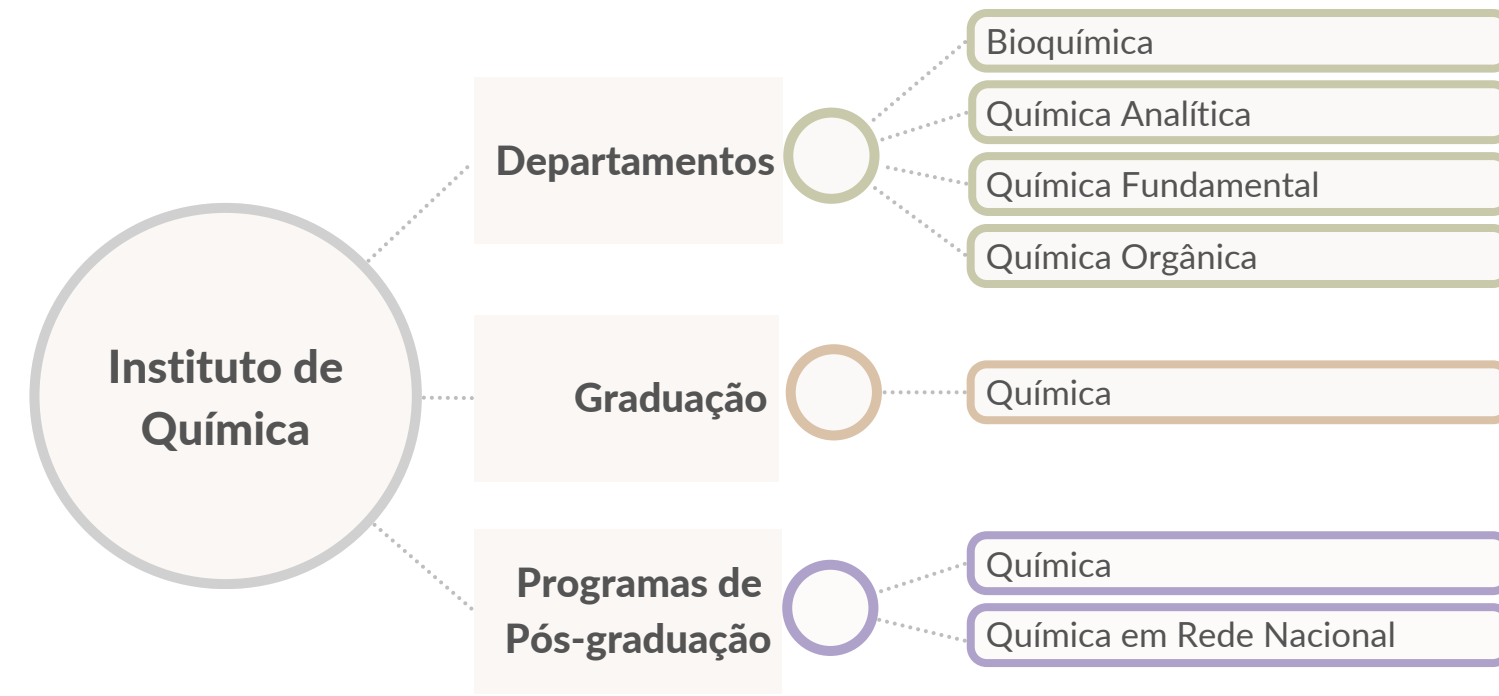 Instituto de
Química
Departamentos
Bioquímica
Química Analítica
Química Fundamental
Química Orgânica
Graduação
Química
Programas de
Pós-graduação
Química
Química em Rede Nacional